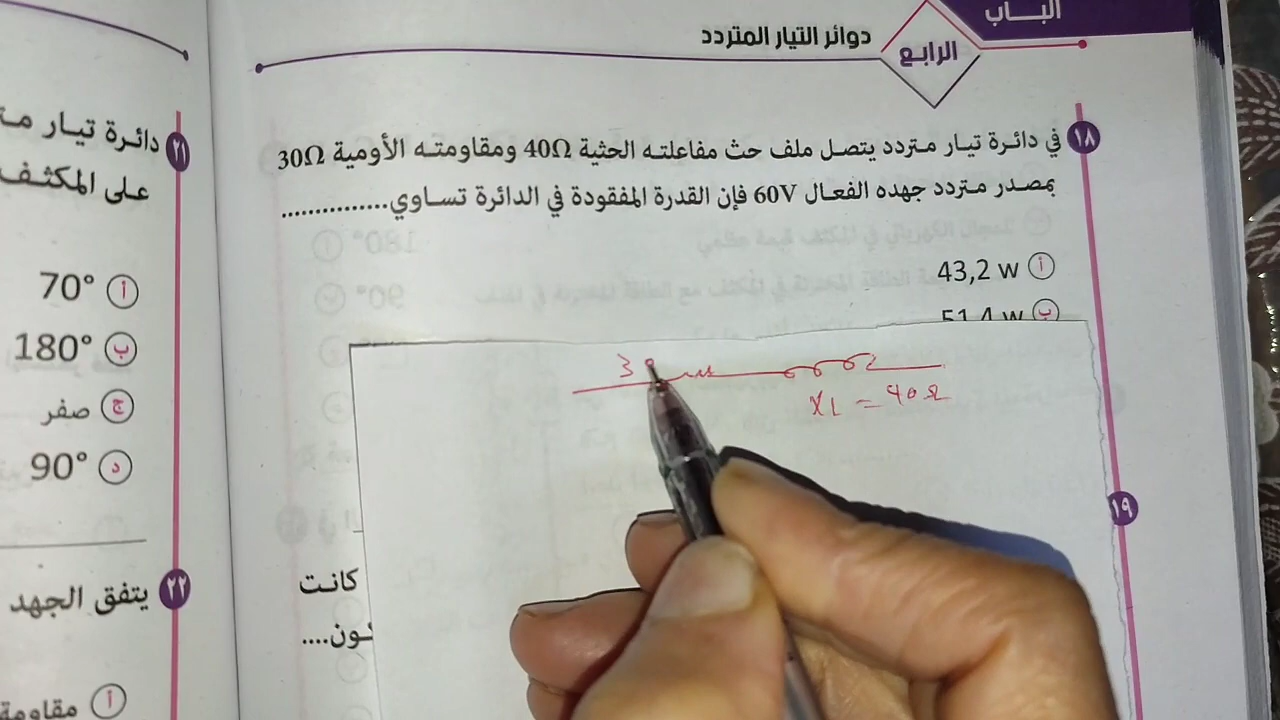 الباب
الرابع
دوائر التيار المتردد
١٨ في دائرة تيار متردد يتصل ملف حث مفاعلته الحثية 40Ω ومقاومته الأومية 30Ω
بمصدر متردد جهده الفعال 60V فإن القدرة المفقودة في الدائرة تساوي...............
أ 43,2 w
ب 51,4 w
XL = 40Ω
١٩
كانت
٢١ دائرة تيار
على المكثف
أ 70°
ب 180°
ج صفر
د 90°
٢٢ يتفق الجهد
أ مقاومة